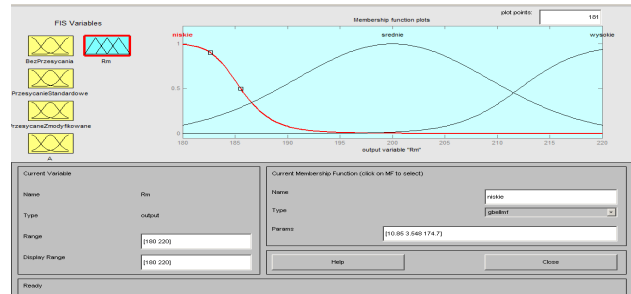 FIS Variables
Membership function plots
plot points:
181
niskie
srednie
wysokie
BezPrzesycania
Rm
PrzesycanieStandardowe
PrzesycaneZmodyfikowane
A
1
0.5
0
180
185
190
195
200
205
210
215
220
output variable "Rm"
Current Variable
Current Membership Function (click on MF to select)
Name
Rm
Name
niskie
Type
output
Type
gbellmf
Range
[180 220]
Params
[10.85 3.548 174.7]
Display Range
[180 220]
Help
Close
Ready